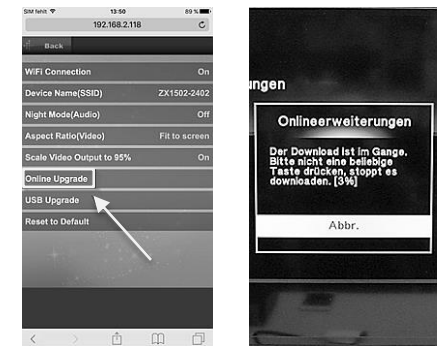 SIM fehlt 13:50 89 %
192.168.2.118
Back
WiFi Connection On
Device Name(SSID) ZX1502-2402
Night Mode(Audio) Off
Aspect Ratio(Video) Fit to screen
Scale Video Output to 95% On
Online Upgrade
USB Upgrade
Reset to Default
ungen
Onlineerweiterungen
Der Download ist im Gange.
Bitte nicht eine beliebige
Taste drücken, stoppt es
downloaden. [3%]
Abbr.